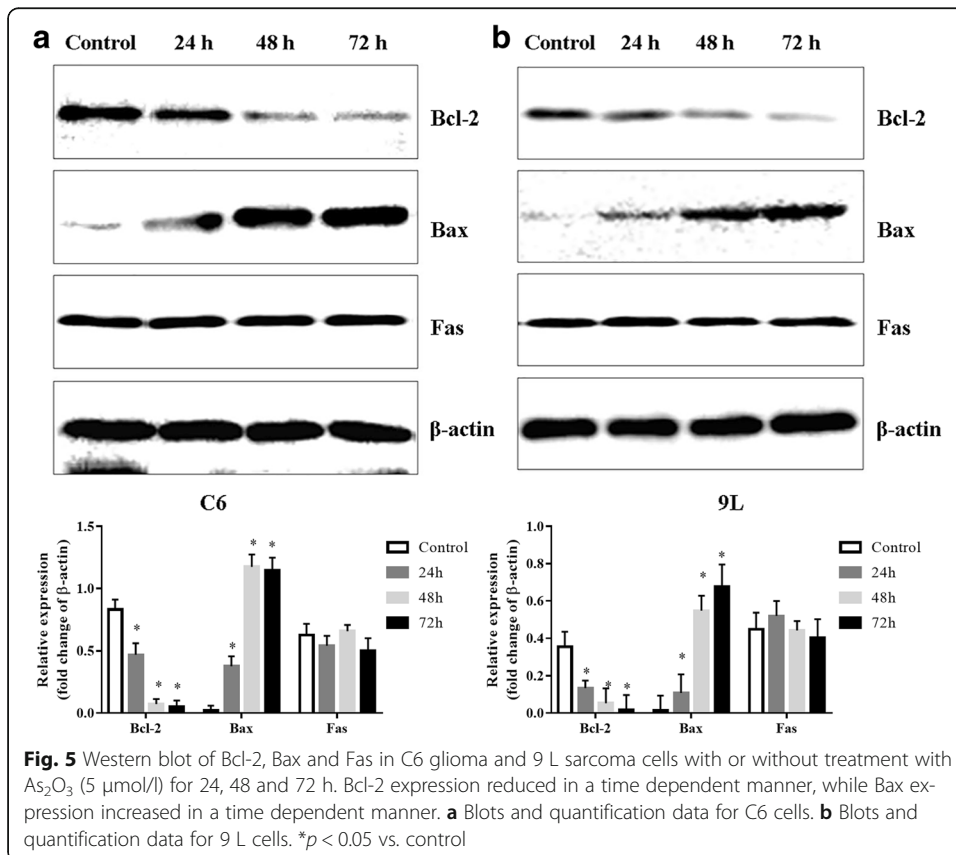 a Control 24 h 48 h 72 h
Bcl-2
Bax
Fas
β-actin
b Control 24 h 48 h 72 h
Bcl-2
Bax
Fas
β-actin
C6
Relative expression
(fold change of β-actin)
1.5
1.0
0.5
0.0
* * * * * *
Bcl-2 Bax Fas
Control
24h
48h
72h
9L
Relative expression
(fold change of β-actin)
1.0
0.8
0.6
0.4
0.2
0.0
* * * * * *
Bcl-2 Bax Fas
Control
24h
48h
72h
Fig. 5 Western blot of Bcl-2, Bax and Fas in C6 glioma and 9 L sarcoma cells with or without treatment with
As₂O₃ (5 μmol/l) for 24, 48 and 72 h. Bcl-2 expression reduced in a time dependent manner, while Bax ex-
pression increased in a time dependent manner. a Blots and quantification data for C6 cells. b Blots and
quantification data for 9 L cells. *p < 0.05 vs. control